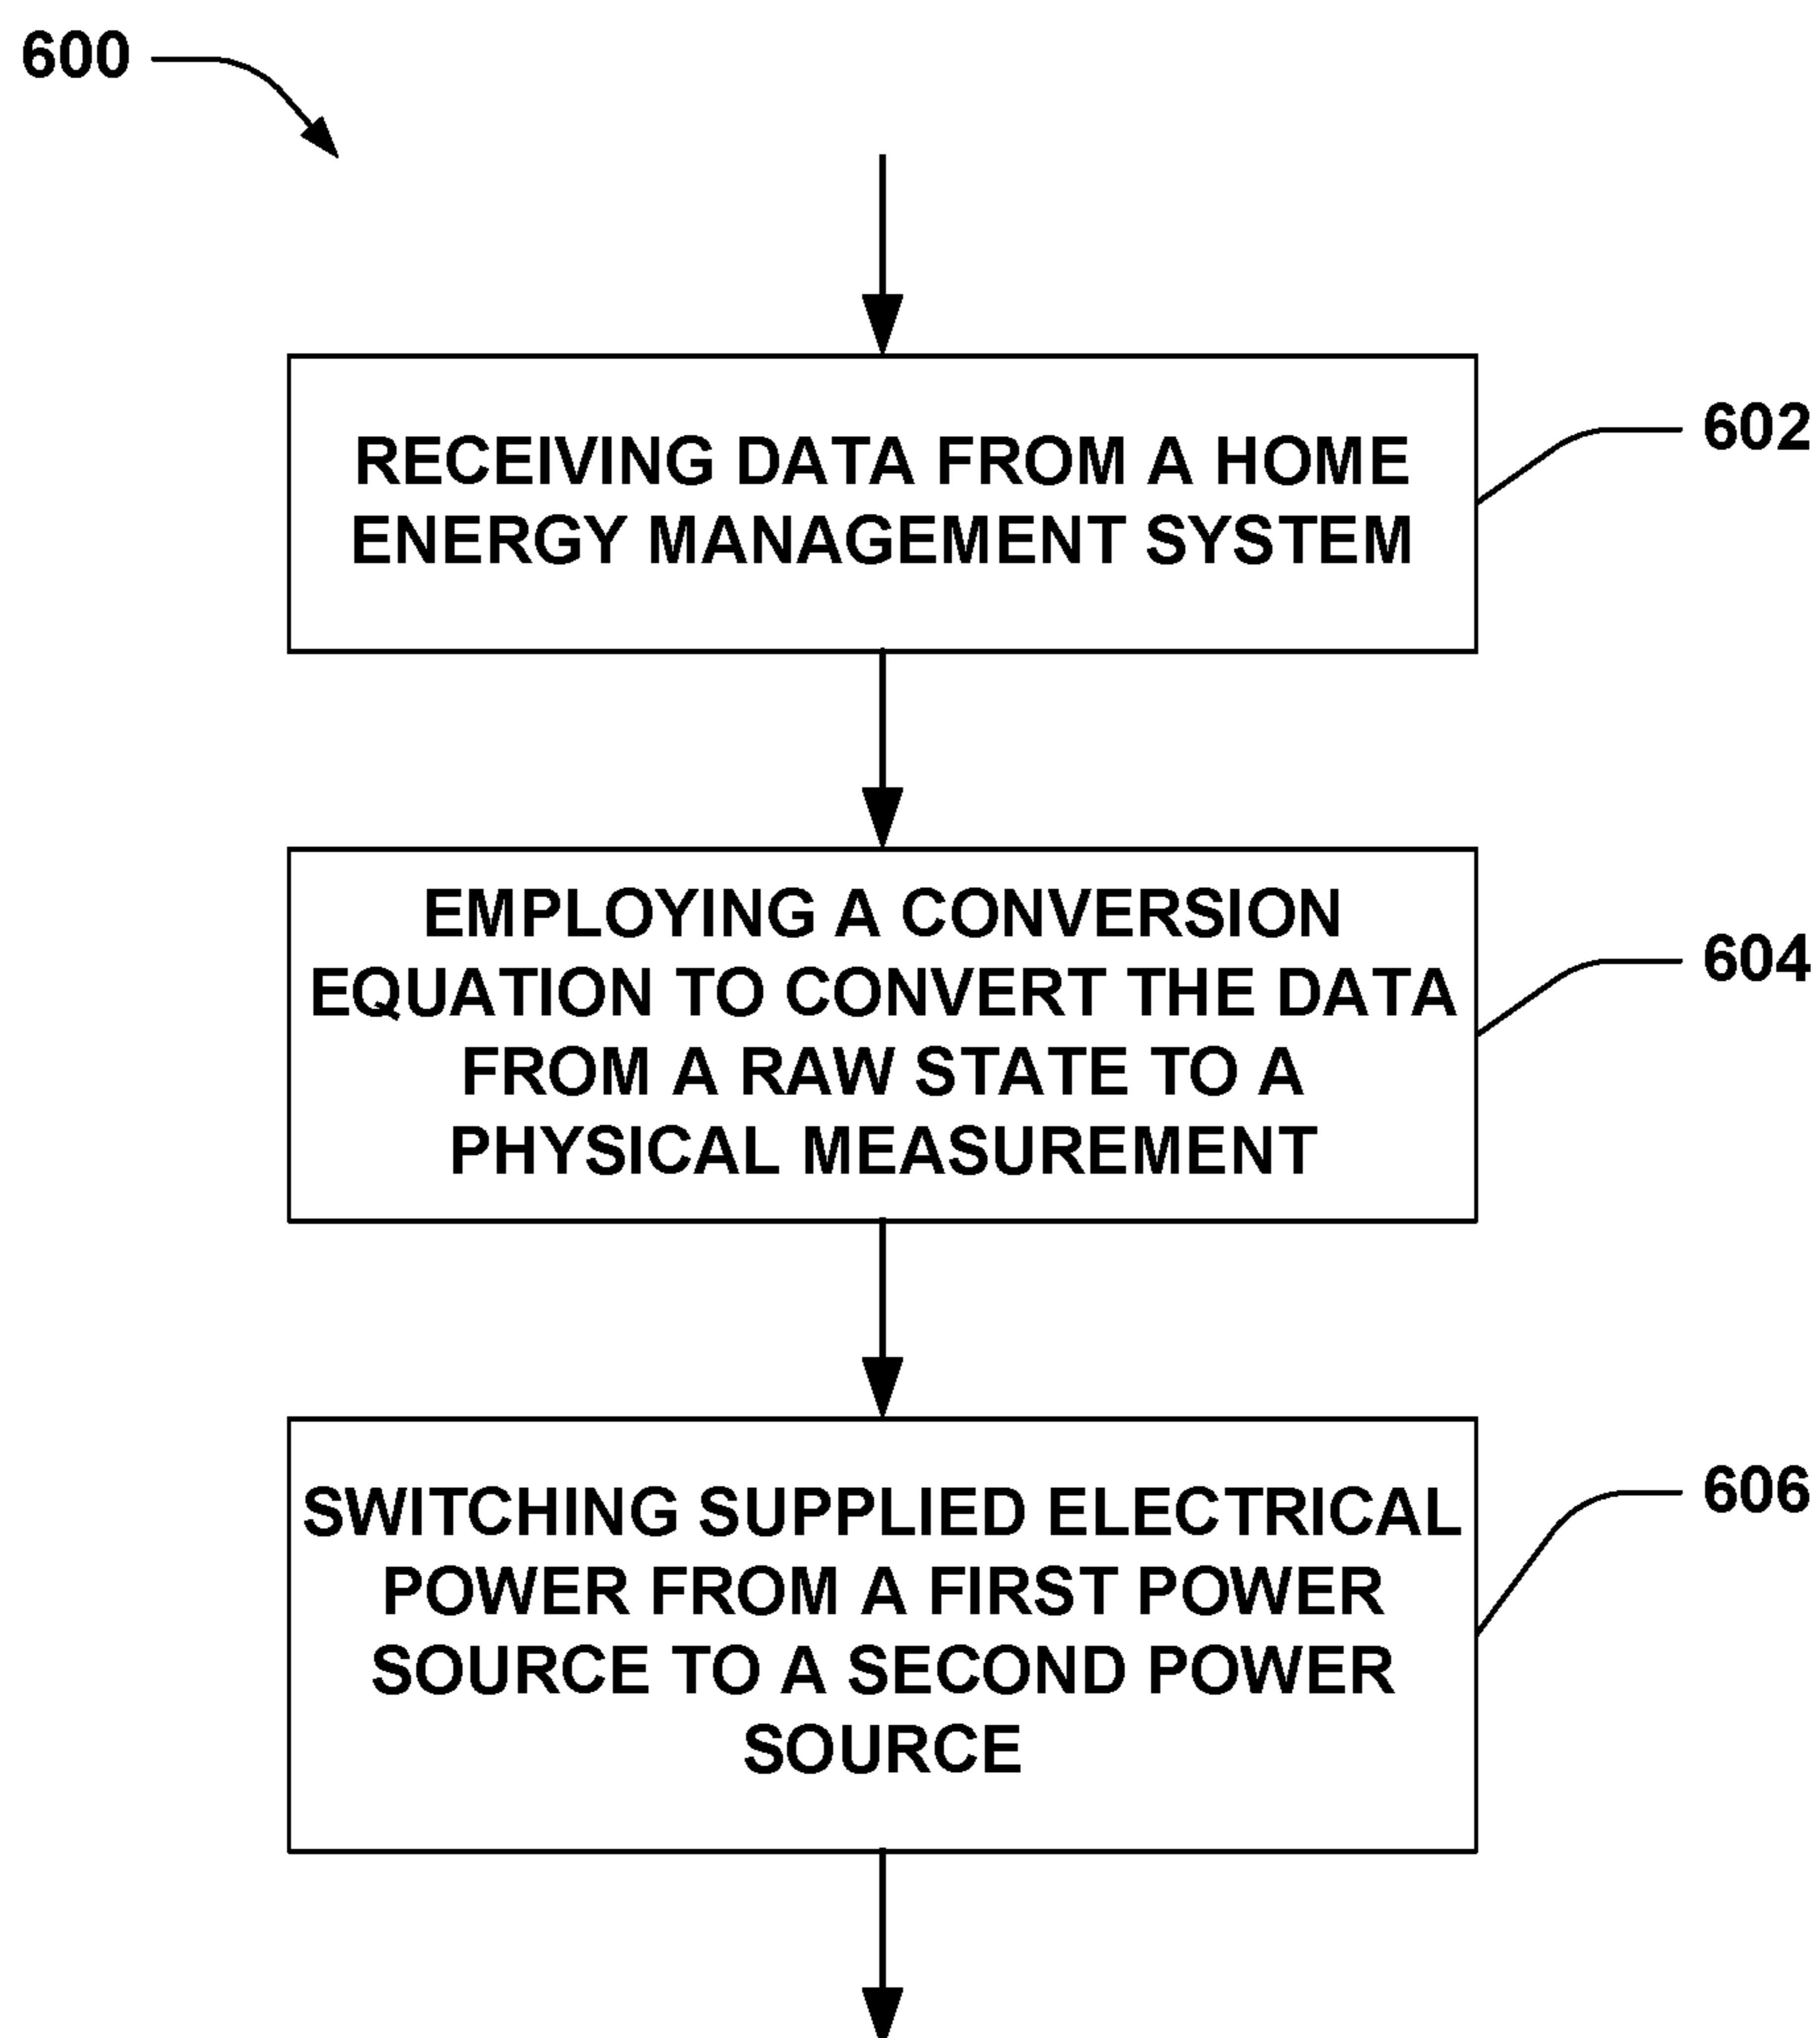 600
RECEIVING DATA FROM A HOME
ENERGY MANAGEMENT SYSTEM
602
EMPLOYING A CONVERSION
EQUATION TO CONVERT THE DATA
FROM A RAW STATE TO A
PHYSICAL MEASUREMENT
604
SWITCHING SUPPLIED ELECTRICAL
POWER FROM A FIRST POWER
SOURCE TO A SECOND POWER
SOURCE
606